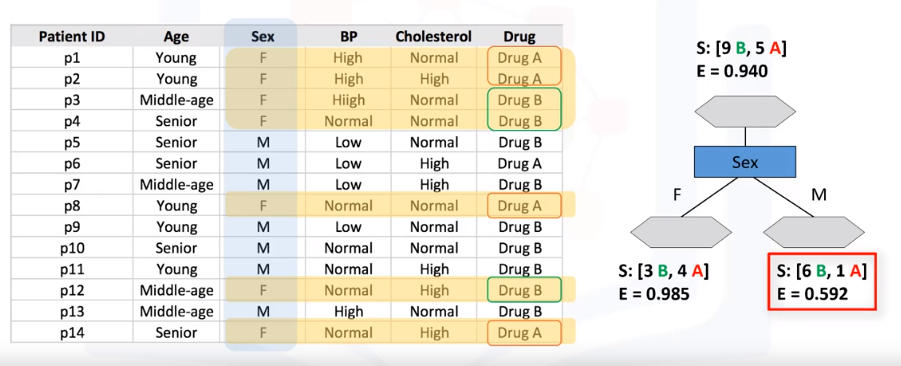 Patient ID Age Sex BP Cholesterol Drug
p1 Young F High Normal Drug A
p2 Young F High High Drug A
p3 Middle-age F Hiigh Normal Drug B
p4 Senior F Normal Normal Drug B
p5 Senior M Low Normal Drug B
p6 Senior M Low High Drug A
p7 Middle-age M Low High Drug B
p8 Young F Normal Normal Drug A
p9 Young M Low Normal Drug B
p10 Senior M Normal Normal Drug B
p11 Young M Normal High Drug B
p12 Middle-age F Normal High Drug B
p13 Middle-age M High Normal Drug B
p14 Senior F Normal High Drug A
S: [9 B, 5 A]
E = 0.940
Sex
F M
S: [3 B, 4 A]
E = 0.985
S: [6 B, 1 A]
E = 0.592